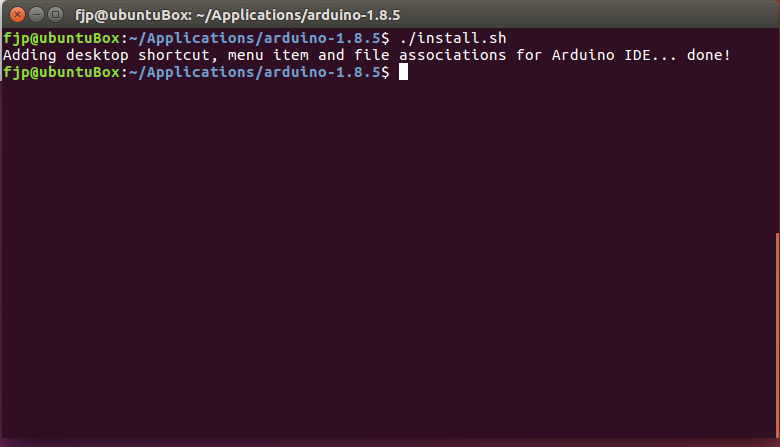 fjp@ubuntuBox: ~/Applications/arduino-1.8.5
fjp@ubuntuBox:~/Applications/arduino-1.8.5$ ./install.sh
Adding desktop shortcut, menu item and file associations for Arduino IDE... done!
fjp@ubuntuBox:~/Applications/arduino-1.8.5$